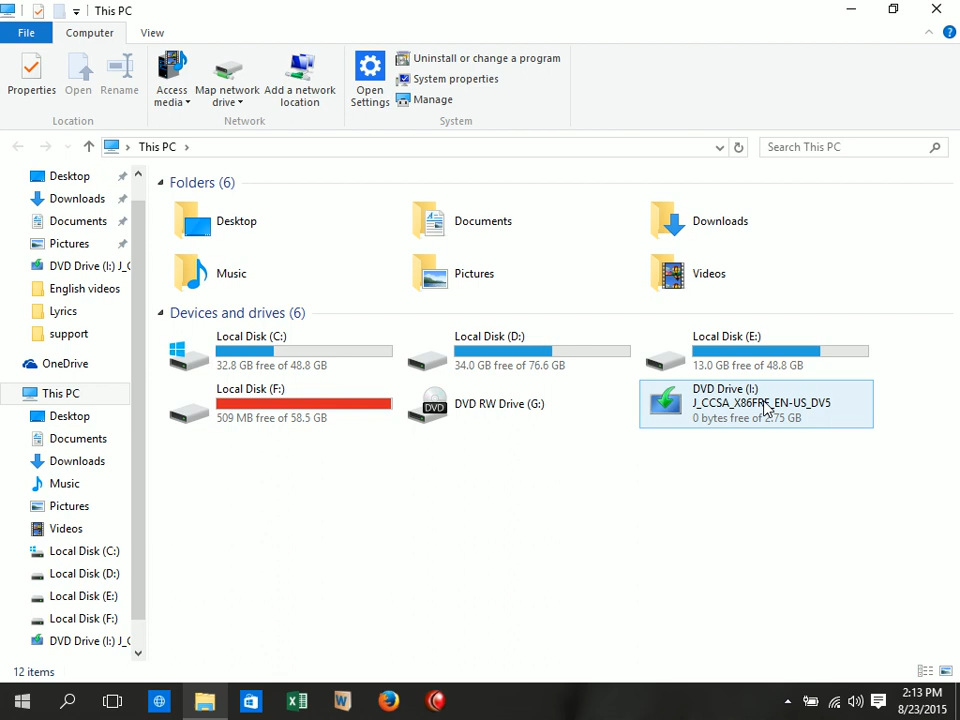 This PC
File
Computer
View
Properties
Open
Rename
Access media
Map network drive
Add a network location
Open Settings
Uninstall or change a program
System properties
Manage
Location
Network
System
This PC
Search This PC
Desktop
Downloads
Documents
Pictures
DVD Drive (I:) J_C
English videos
Lyrics
support
OneDrive
This PC
Desktop
Documents
Downloads
Music
Pictures
Videos
Local Disk (C:)
Local Disk (D:)
Local Disk (E:)
Local Disk (F:)
DVD Drive (I:) J_C
Folders (6)
Desktop
Documents
Downloads
Music
Pictures
Videos
Devices and drives (6)
Local Disk (C:)
32.8 GB free of 48.8 GB
Local Disk (D:)
34.0 GB free of 76.6 GB
Local Disk (E:)
13.0 GB free of 48.8 GB
Local Disk (F:)
509 MB free of 58.5 GB
DVD
DVD RW Drive (G:)
DVD Drive (I:)
J_CCSA_X86FRE_EN-US_DV5
0 bytes free of 2.75 GB
12 items
2:13 PM
8/23/2015